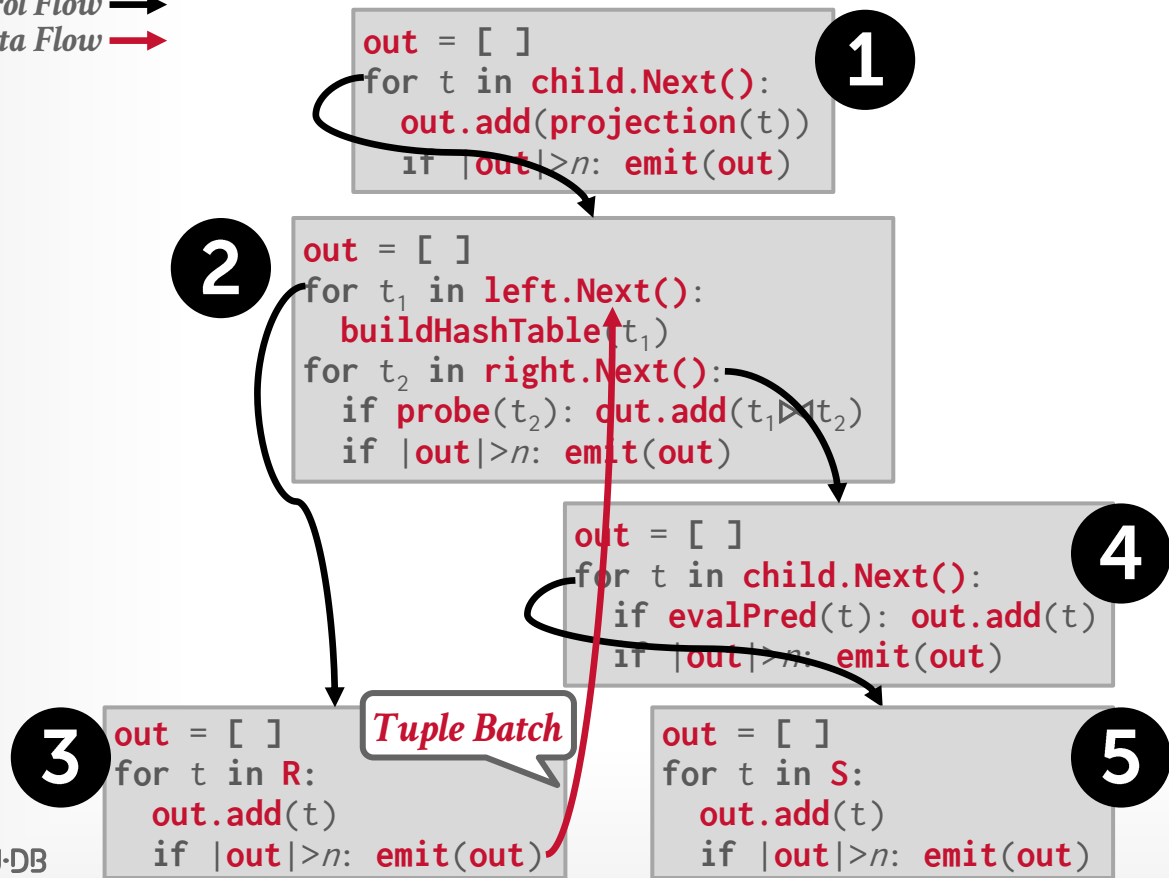 Flow
Flow
1
out = [ ]
for t in child.Next():
out.add(projection(t))
if |out|>n: emit(out)
2
out = [ ]
for t₁ in left.Next():
buildHashTable(t₁)
for t₂ in right.Next():
if probe(t₂): out.add(t₁⋈t₂)
if |out|>n: emit(out)
4
out = [ ]
for t in child.Next():
if evalPred(t): out.add(t)
if |out|>n: emit(out)
3
out = [ ]
for t in R:
out.add(t)
if |out|>n: emit(out)
Tuple Batch
5
out = [ ]
for t in S:
out.add(t)
if |out|>n: emit(out)
·DB